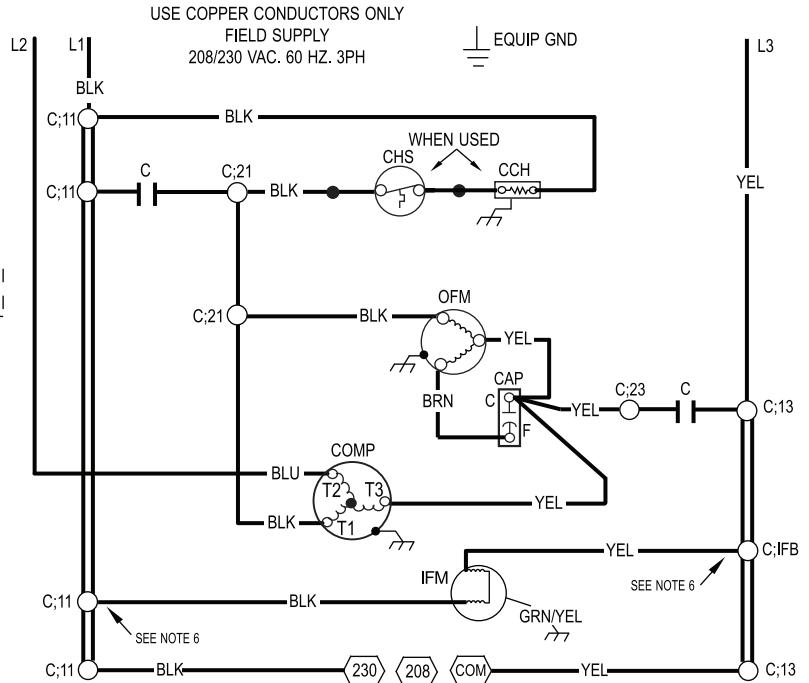 USE COPPER CONDUCTORS ONLY
FIELD SUPPLY
208/230 VAC. 60 HZ. 3PH
EQUIP GND
L2
L1
L3
BLK
C;11
BLK
WHEN USED
CHS
CCH
C;11
C
C;21
BLK
YEL
C;21
BLK
OFM
YEL
BRN
CAP
C
F
YEL
C;23
C
C;13
COMP
BLU
T2
T3
T1
BLK
YEL
YEL
C;IFB
SEE NOTE 6
IFM
GRN/YEL
C;11
BLK
SEE NOTE 6
C;11
BLK
230
208
COM
YEL
C;13